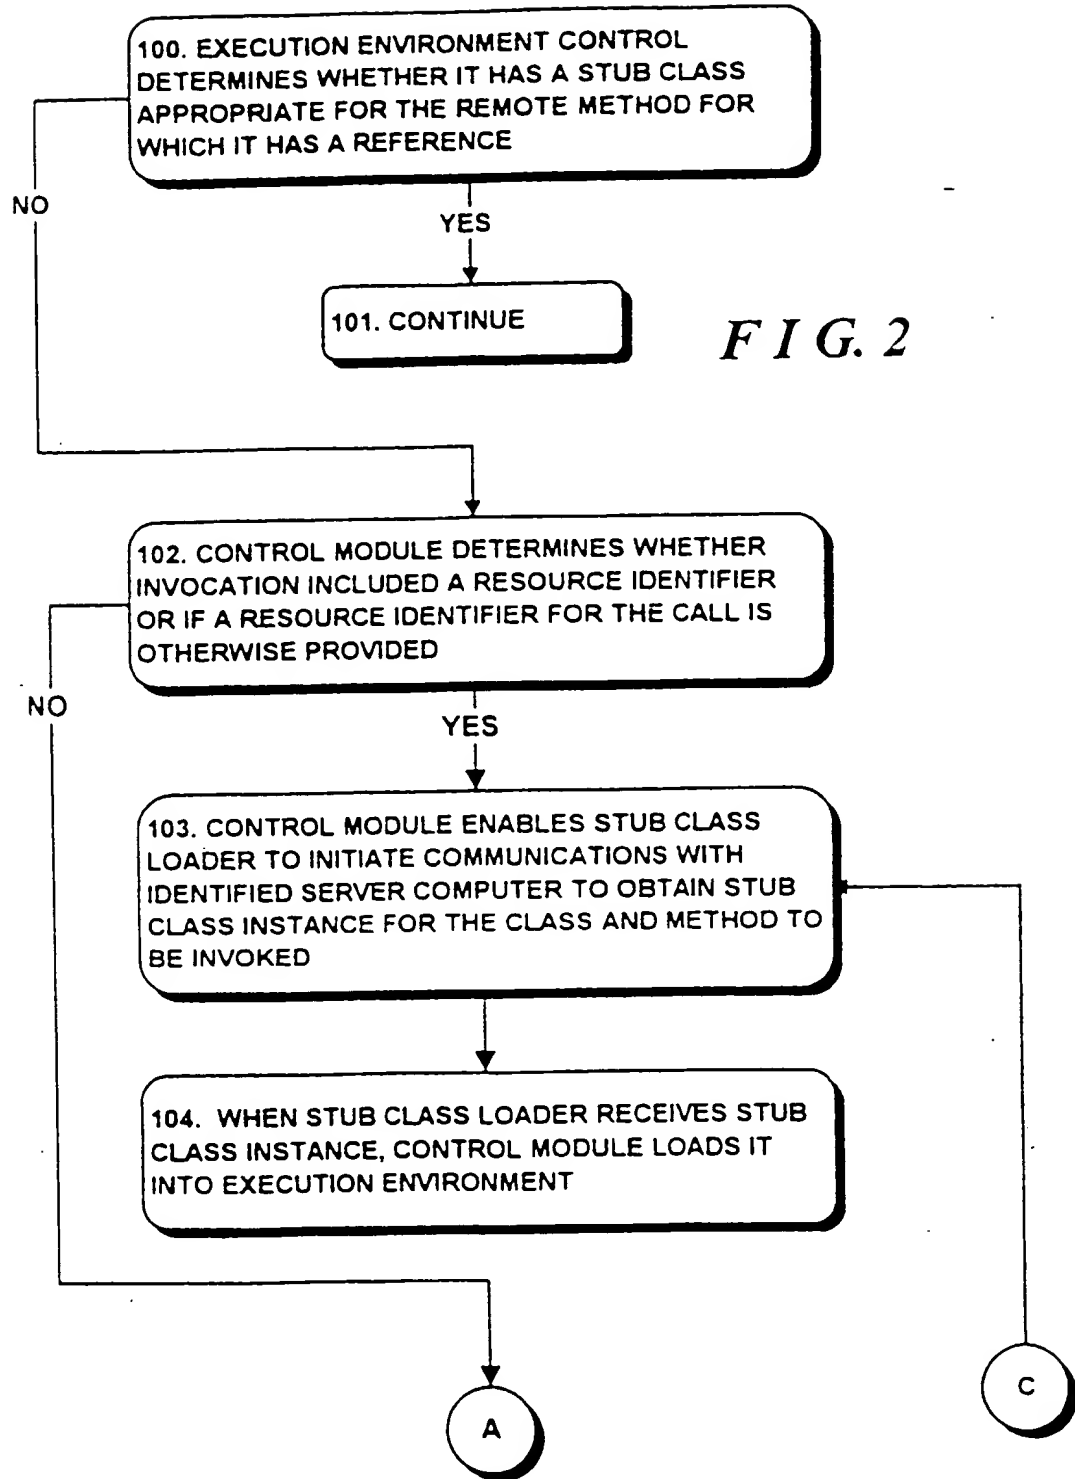 100. EXECUTION ENVIRONMENT CONTROL
DETERMINES WHETHER IT HAS A STUB CLASS
APPROPRIATE FOR THE REMOTE METHOD FOR
WHICH IT HAS A REFERENCE
NO
YES
101. CONTINUE
FIG. 2
102. CONTROL MODULE DETERMINES WHETHER
INVOCATION INCLUDED A RESOURCE IDENTIFIER
OR IF A RESOURCE IDENTIFIER FOR THE CALL IS
OTHERWISE PROVIDED
NO
YES
103. CONTROL MODULE ENABLES STUB CLASS
LOADER TO INITIATE COMMUNICATIONS WITH
IDENTIFIED SERVER COMPUTER TO OBTAIN STUB
CLASS INSTANCE FOR THE CLASS AND METHOD TO
BE INVOKED
104. WHEN STUB CLASS LOADER RECEIVES STUB
CLASS INSTANCE, CONTROL MODULE LOADS IT
INTO EXECUTION ENVIRONMENT
A
C